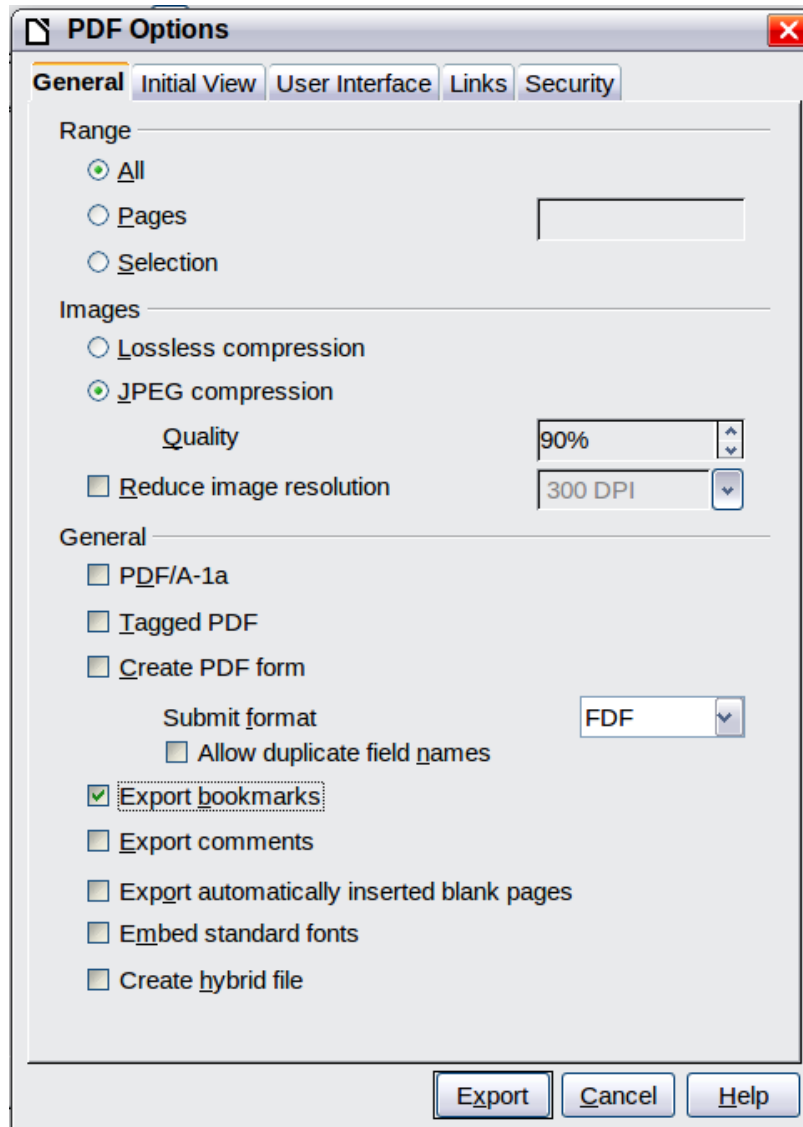 PDF Options
General Initial View User Interface Links Security
Range
All
Pages
Selection
Images
Lossless compression
JPEG compression
Quality 90%
Reduce image resolution 300 DPI
General
PDF/A-1a
Tagged PDF
Create PDF form
Submit format FDF
Allow duplicate field names
Export bookmarks
Export comments
Export automatically inserted blank pages
Embed standard fonts
Create hybrid file
Export Cancel Help